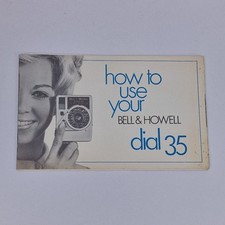 how to
use
your
BELL & HOWELL
dial 35